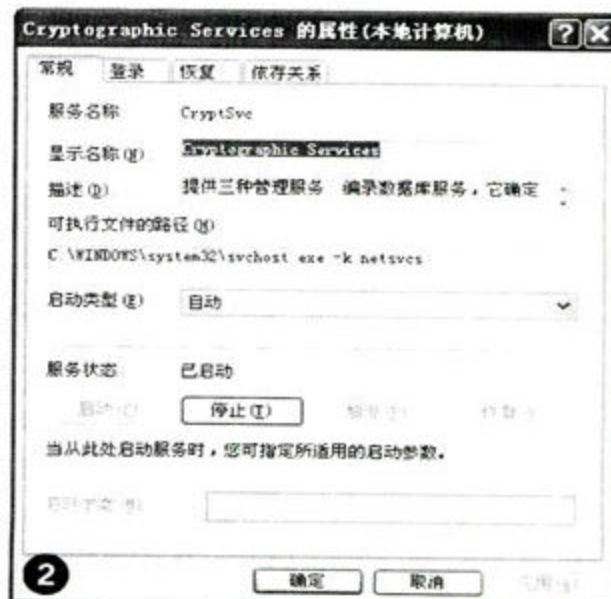 Cryptographic Services 的属性(本地计算机)
常规 登录 恢复 依存关系
服务名称 CryptSvc
显示名称(N) Cryptographic Services
描述(D) 提供三种管理服务 编录数据库服务，它确定
可执行文件的路径(H)
C \WINDOWS\system32\svchost exe -k netsvcs
启动类型(E) 自动
服务状态 已启动
停止(T)
当从此处启动服务时，您可指定所适用的启动参数。
2
确定 取消